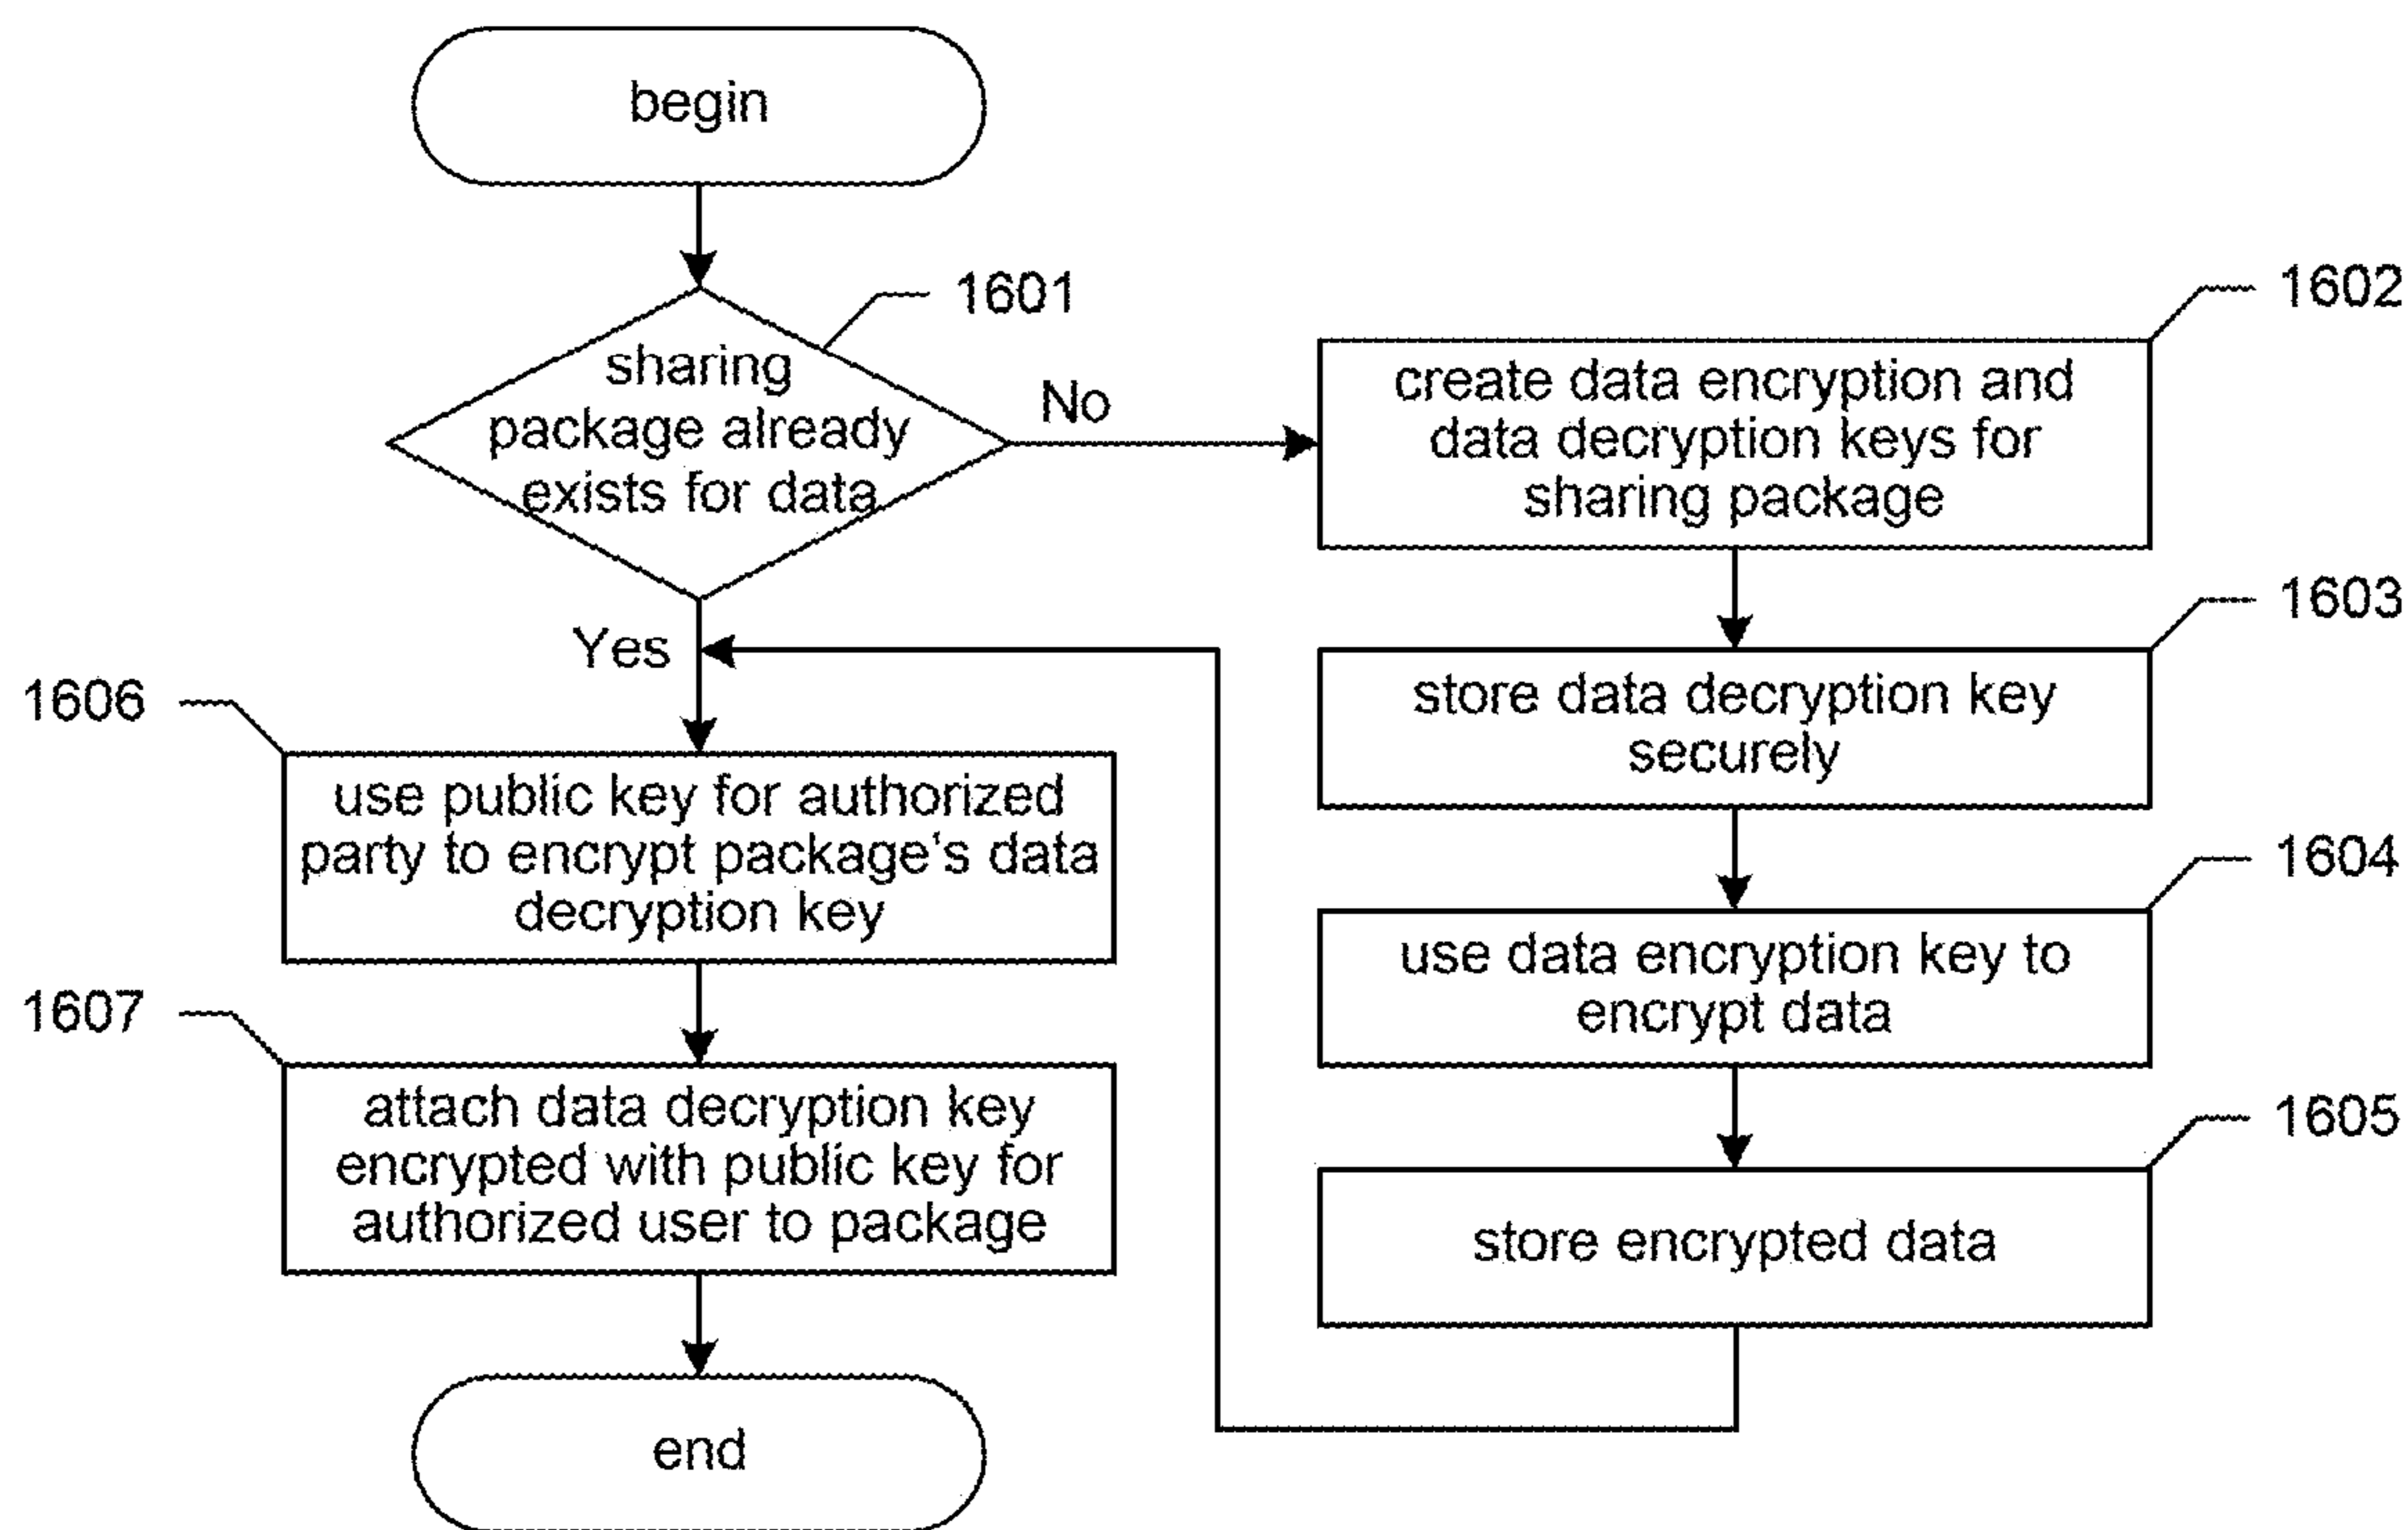 begin
1601
sharing
package already
exists for data
No
Yes
1602
create data encryption and
data decryption keys for
sharing package
1603
store data decryption key
securely
1604
use data encryption key to
encrypt data
1605
store encrypted data
1606
use public key for authorized
party to encrypt package's data
decryption key
1607
attach data decryption key
encrypted with public key for
authorized user to package
end